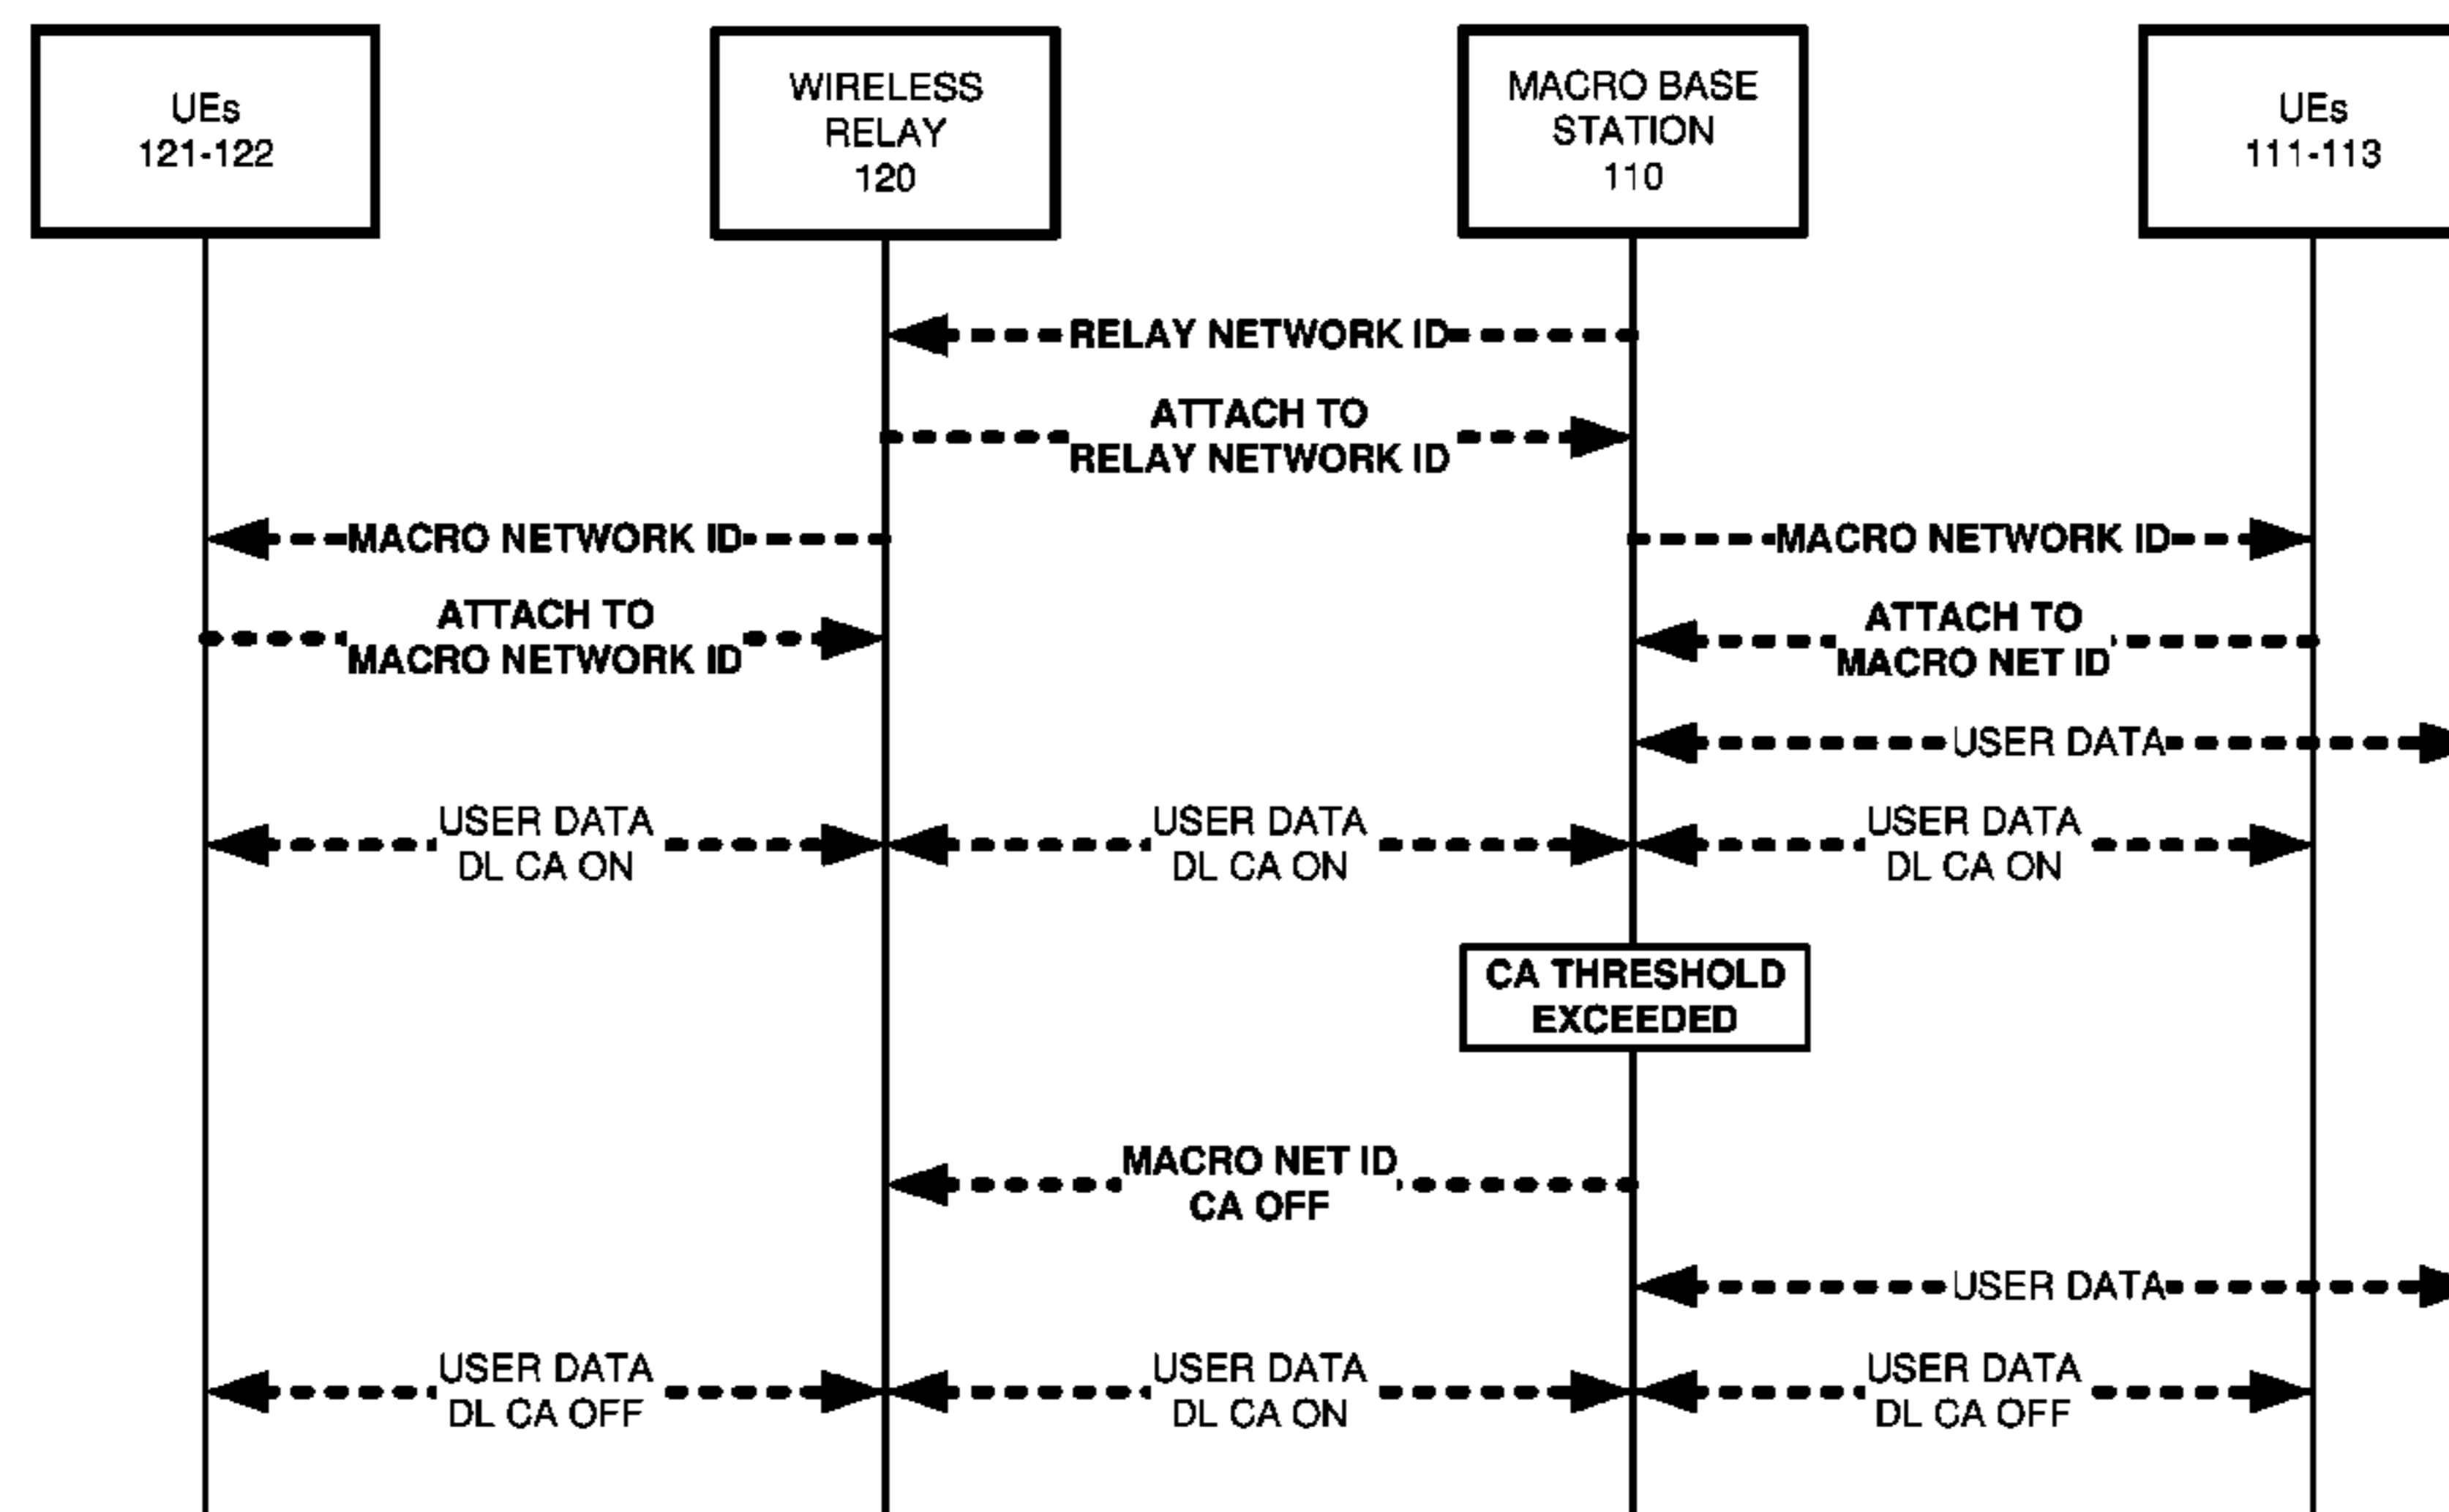 UEs
121-122
WIRELESS
RELAY
120
MACRO BASE
STATION
110
UEs
111-113
RELAY NETWORK ID
ATTACH TO
RELAY NETWORK ID
MACRO NETWORK ID
MACRO NETWORK ID
ATTACH TO
MACRO NETWORK ID
ATTACH TO
MACRO NET ID
USER DATA
USER DATA
DL CA ON
USER DATA
DL CA ON
USER DATA
DL CA ON
CA THRESHOLD
EXCEEDED
MACRO NET ID
CA OFF
USER DATA
USER DATA
DL CA OFF
USER DATA
DL CA ON
USER DATA
DL CA OFF